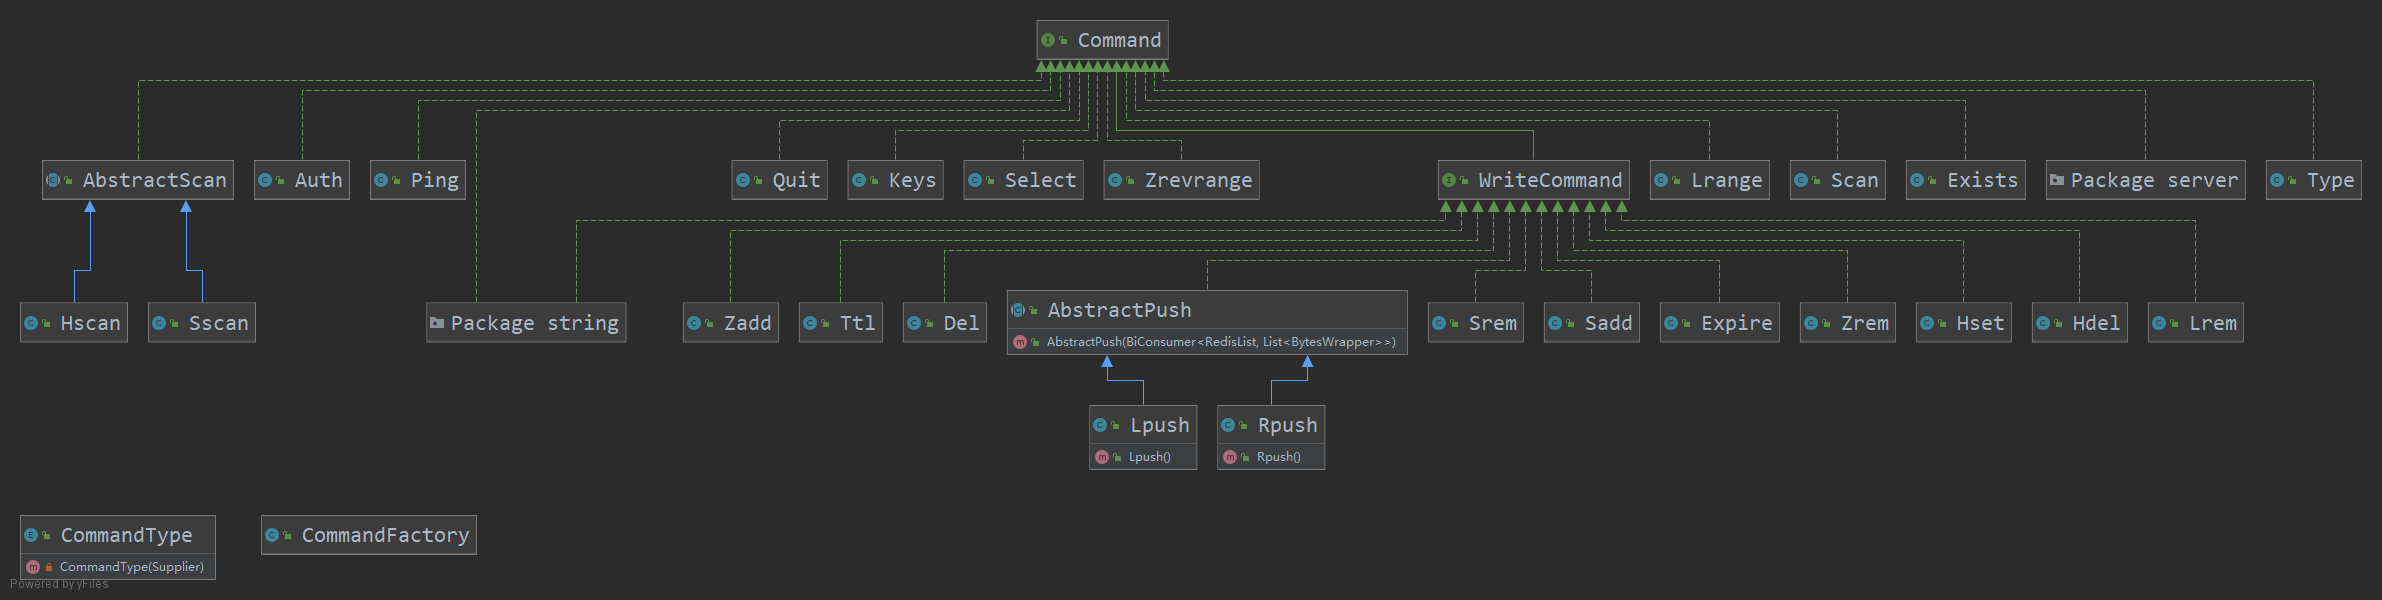 Command
AbstractScan
Auth
Ping
Quit
Keys
Select
Zrevrange
WriteCommand
Lrange
Scan
Exists
Package server
Type
Hscan
Sscan
Package string
Zadd
Ttl
Del
AbstractPush
AbstractPush(BiConsumer<RedisList, List<BytesWrapper>>)
Srem
Sadd
Expire
Zrem
Hset
Hdel
Lrem
Lpush
Lpush()
Rpush
Rpush()
CommandType
CommandType(Supplier)
CommandFactory
Powered by yFiles